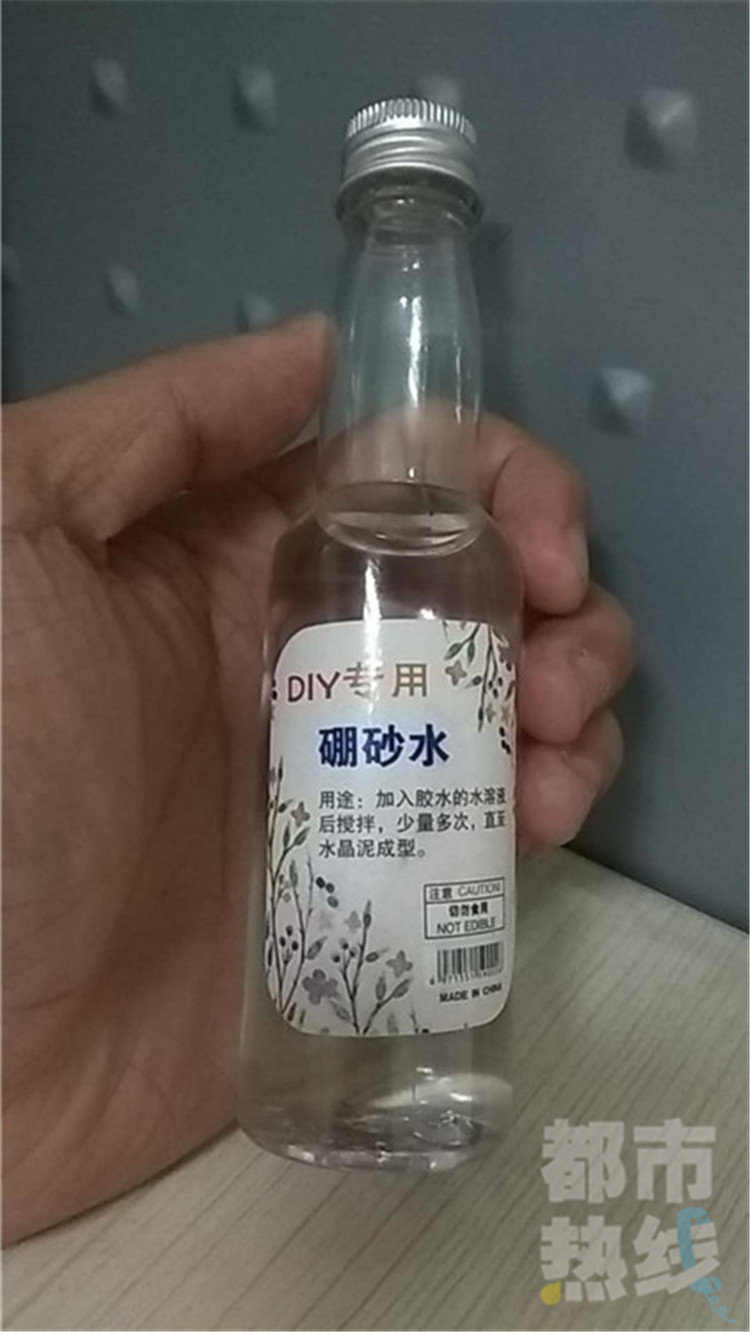 DIY专用
硼砂水
用途：加入胶水的水溶液
后搅拌，少量多次，直至
水晶泥成型。
注意 CAUTION!
切勿食用
NOT EDIBLE
MADE IN CHINA
都市
热线